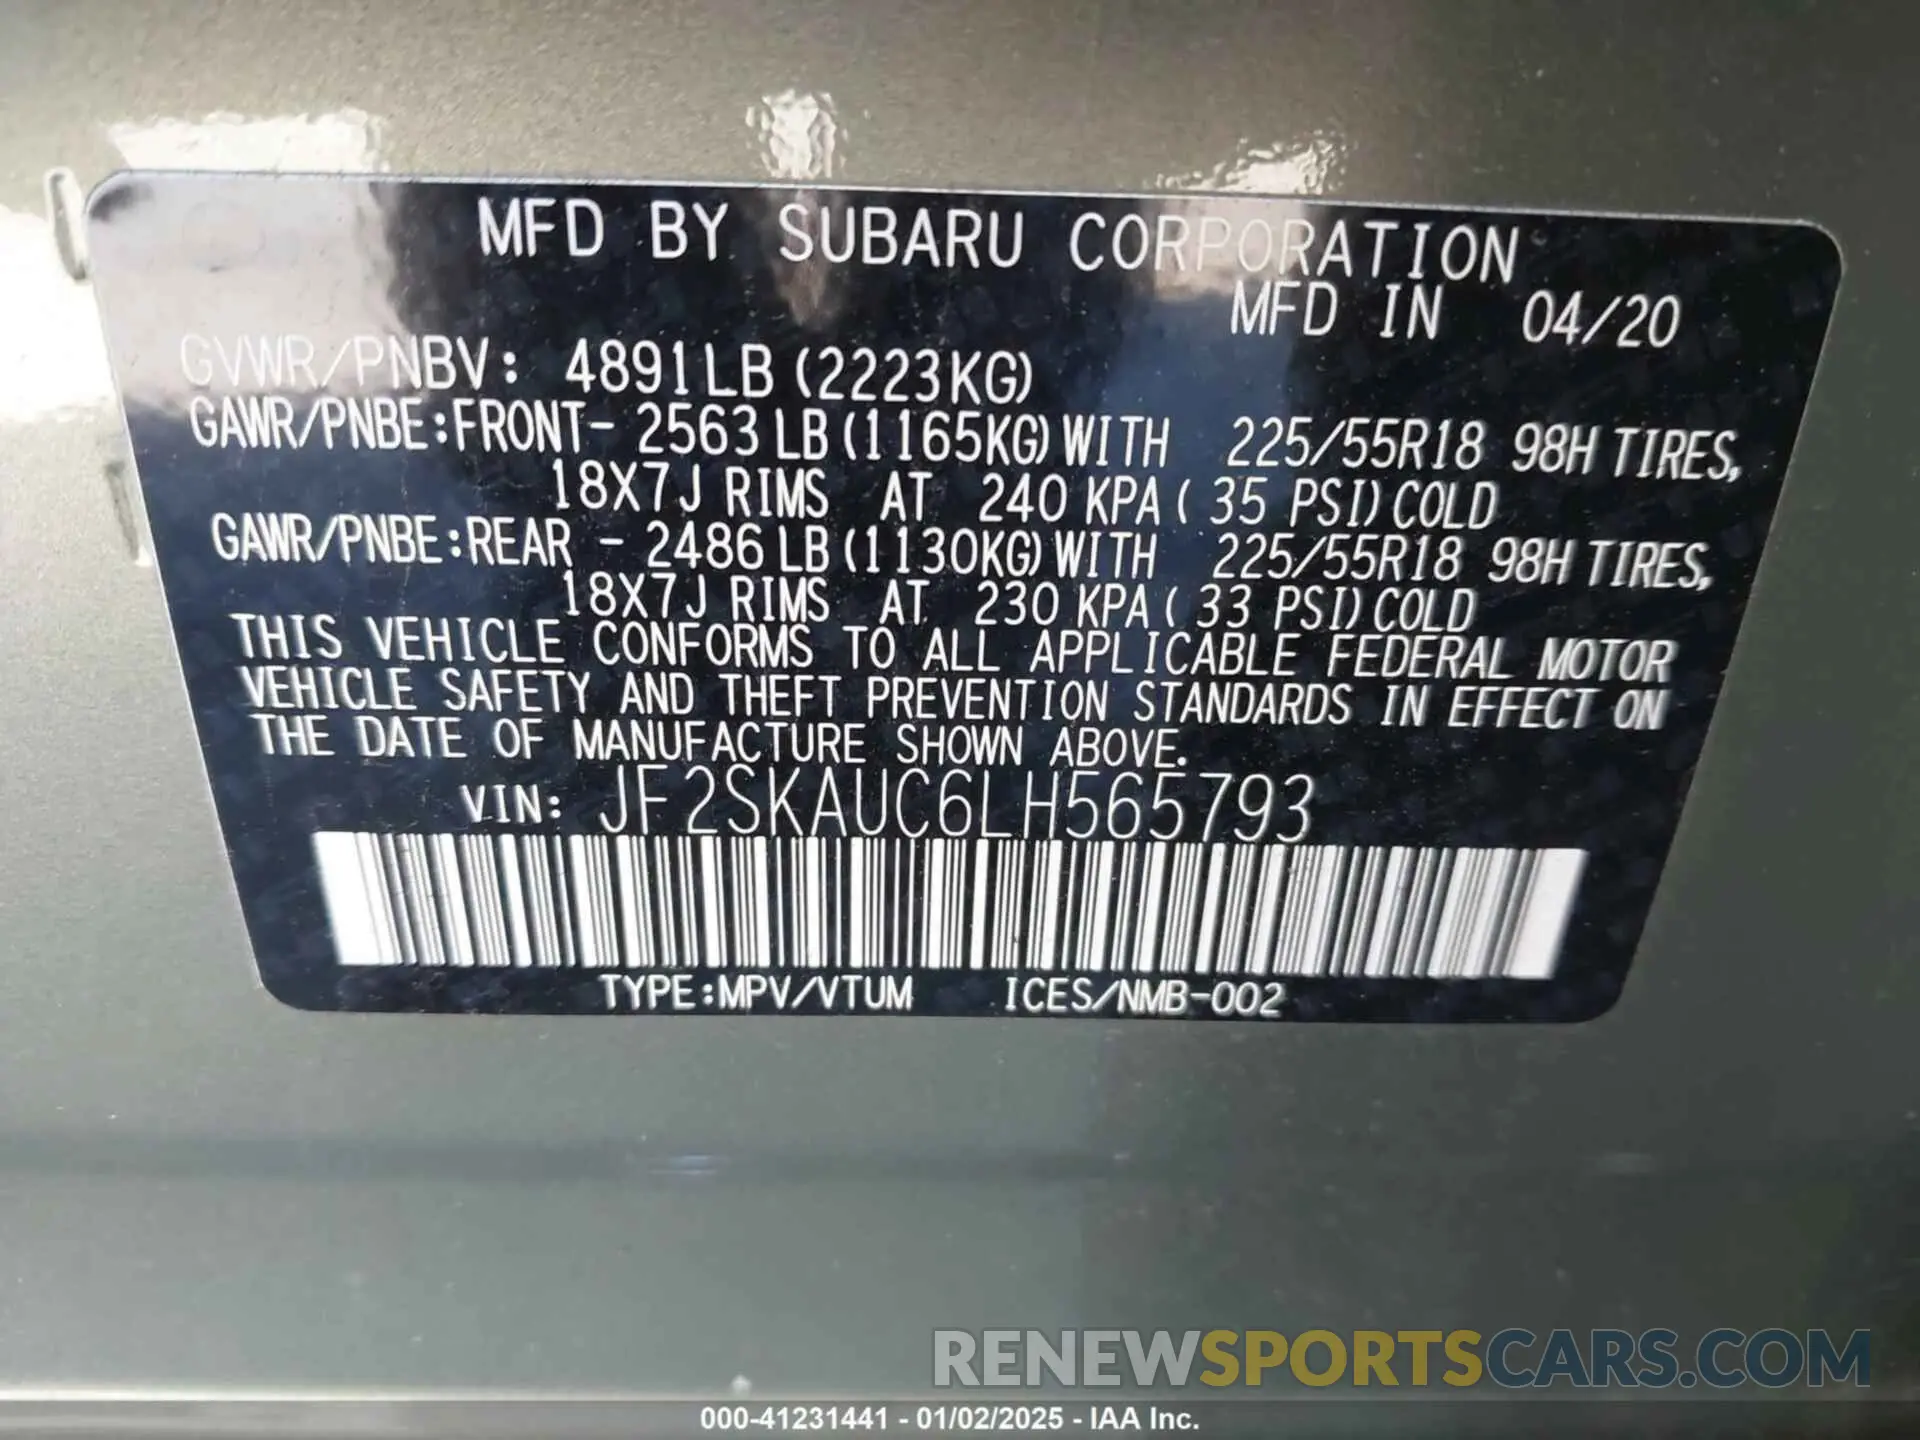 MFD BY SUBARU CORPORATION
MFD IN 04/20
GVWR/PNBV: 4891LB (2223KG)
GAWR/PNBE:FRONT- 2563 LB (1165KG) WITH 225/55R18 98H TIRES,
18X7J RIMS AT 240 KPA ( 35 PSI) COLD
GAWR/PNBE:REAR - 2486 LB (1130KG) WITH 225/55R18 98H TIRES,
18X7J RIMS AT 230 KPA ( 33 PSI) COLD
THIS VEHICLE CONFORMS TO ALL APPLICABLE FEDERAL MOTOR
VEHICLE SAFETY AND THEFT PREVENTION STANDARDS IN EFFECT ON
THE DATE OF MANUFACTURE SHOWN ABOVE.
VIN: JF2SKAUC6LH565793
TYPE:MPV/VTUM ICES/NMB-002
RENEWSPORTSCARS.COM
000-41231441 - 01/02/2025 - IAA Inc.